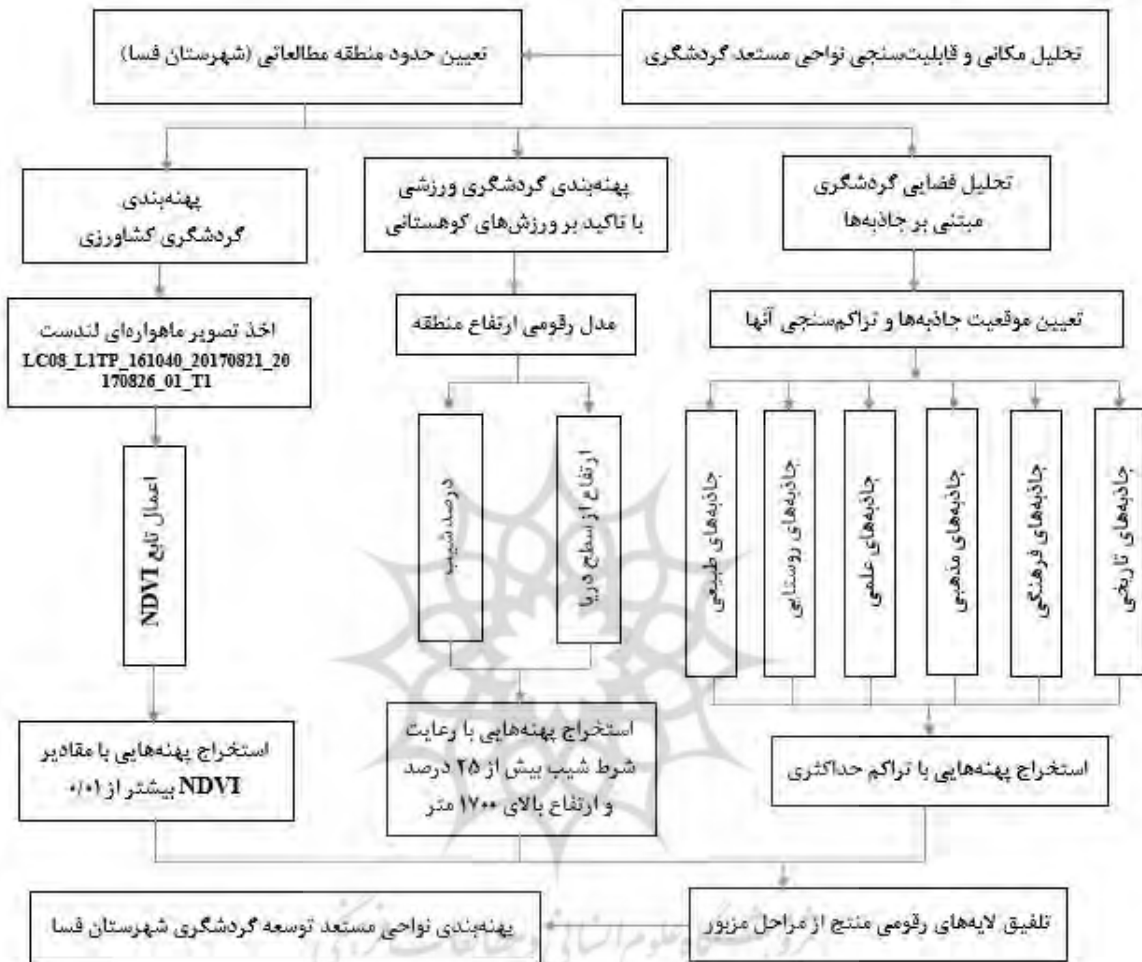 تحلیل مکانی و قابلیت‌سنجی نواحی مستعد گردشگری
تعیین حدود منطقه مطالعاتی (شهرستان فسا)
تحلیل فضایی گردشگری
مبتنی بر جاذبه‌ها
پهنه‌بندی گردشگری ورزشی
با تاکید بر ورزش‌های کوهستانی
پهنه‌بندی
گردشگری کشاورزی
تعیین موقعیت جاذبه‌ها و تراکم‌سنجی آنها
مدل رقومی ارتفاع منطقه
اخذ تصویر ماهواره‌ای لندست
LC08_L1TP_161040_20170821_20
170826_01_T1
جاذبه‌های تاریخی
جاذبه‌های فرهنگی
جاذبه‌های مذهبی
جاذبه‌های علمی
جاذبه‌های روستایی
جاذبه‌های طبیعی
ارتفاع از سطح دریا
درصد شیب
اعمال تابع NDVI
استخراج پهنه‌هایی با تراکم حداکثری
استخراج پهنه‌هایی با رعایت
شرط شیب بیش از ۲۵ درصد
و ارتفاع بالای ۱۷۰۰ متر
استخراج پهنه‌هایی با مقادیر
NDVI بیشتر از ۰/۰۱
تلفیق لایه‌های رقومی منتج از مراحل مزبور
پهنه‌بندی نواحی مستعد توسعه گردشگری شهرستان فسا
پژوهشگاه علوم انسانی و مطالعات فرهنگی